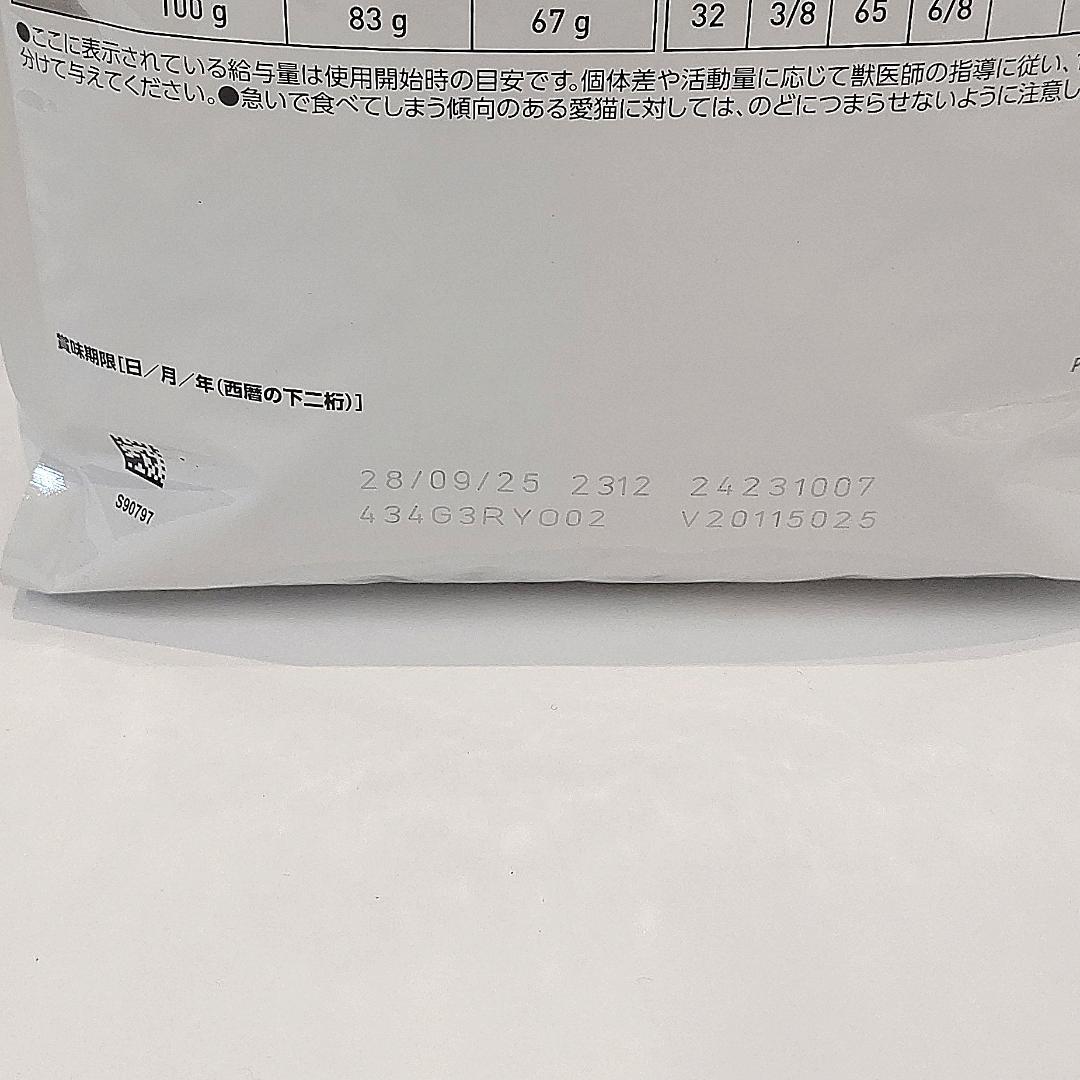 100 g 83 g 67 g 32 3/8 65 6/8
●ここに表示されている給与量は使用開始時の目安です。個体差や活動量に応じて獣医師の指導に従い、
分けて与えてください。●急いで食べてしまう傾向のある愛猫に対しては、のどにつまらせないように注意し
賞味期限[日/月/年(西暦の下二桁)]
S90797
28/09/25 2312 24231007
434G3RYO02 V20115025